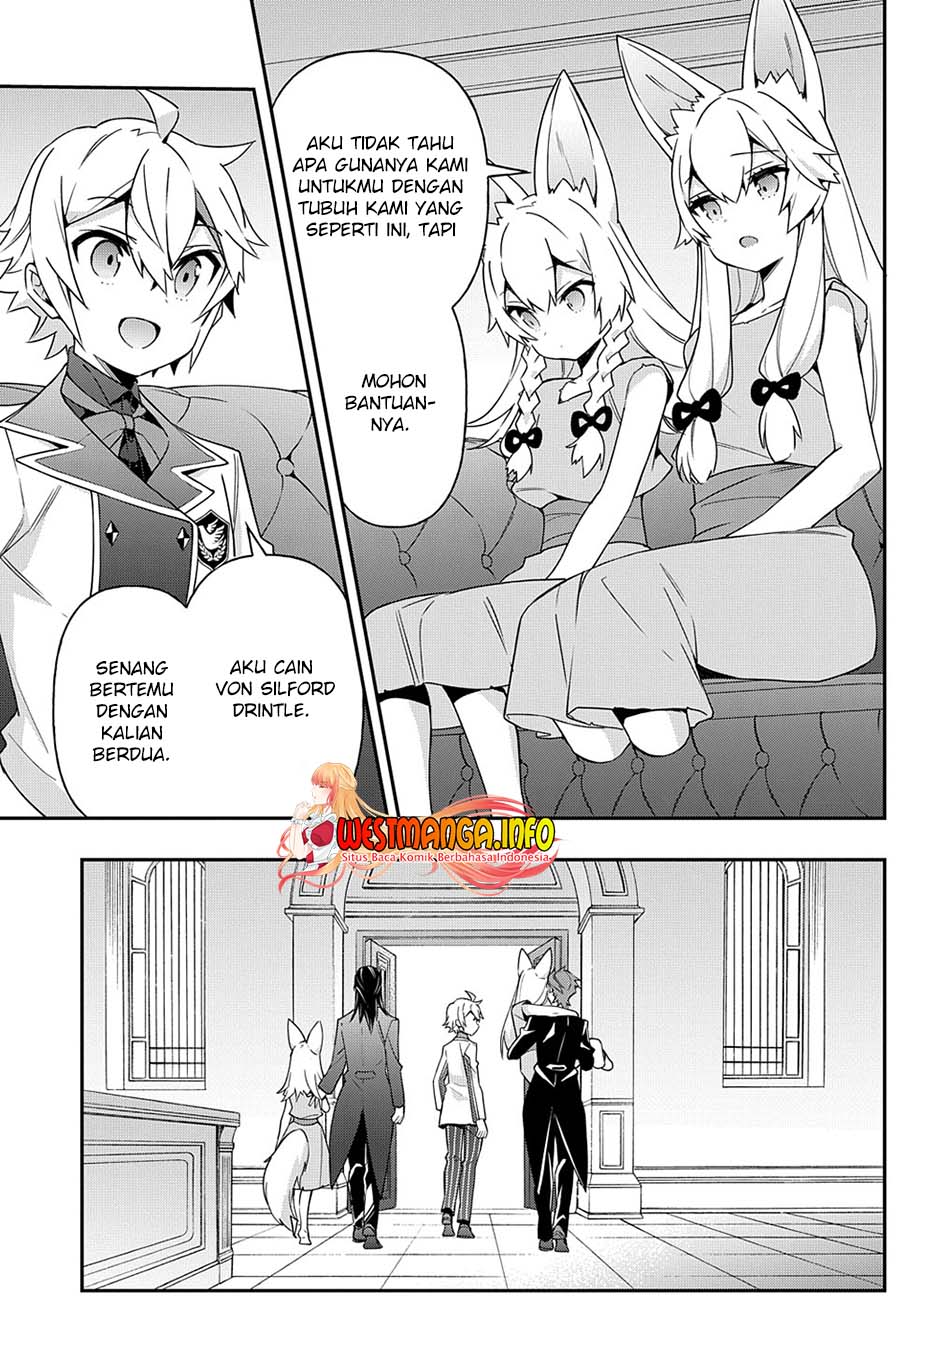 AKU TIDAK TAHU
APA GUNANYA KAMI
UNTUKMU DENGAN
TUBUH KAMI YANG
SEPERTI INI, TAPI
MOHON
BANTUAN-
NYA.
AKU CAIN
VON SILFORD
DRINTLE.
SENANG
BERTEMU
DENGAN
KALIAN
BERDUA.
WESTMANGA.INFO
Situs Baca Komik Berbahasa Indonesia